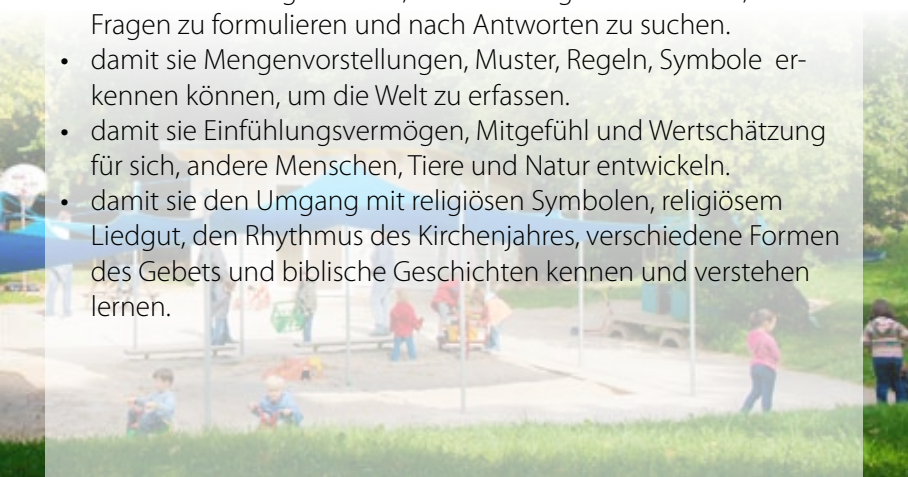 Fragen zu formulieren und nach Antworten zu suchen.
• damit sie Mengenvorstellungen, Muster, Regeln, Symbole er-
kennen können, um die Welt zu erfassen.
• damit sie Einfühlungsvermögen, Mitgefühl und Wertschätzung
für sich, andere Menschen, Tiere und Natur entwickeln.
• damit sie den Umgang mit religiösen Symbolen, religiösem
Liedgut, den Rhythmus des Kirchenjahres, verschiedene Formen
des Gebets und biblische Geschichten kennen und verstehen
lernen.